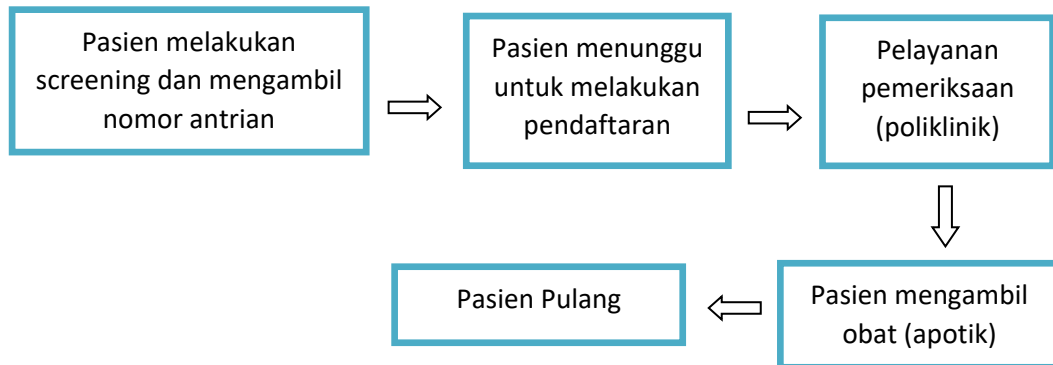 Pasien melakukan
screening dan mengambil
nomor antrian
Pasien menunggu
untuk melakukan
pendaftaran
Pelayanan
pemeriksaan
(poliklinik)
Pasien mengambil
obat (apotik)
Pasien Pulang